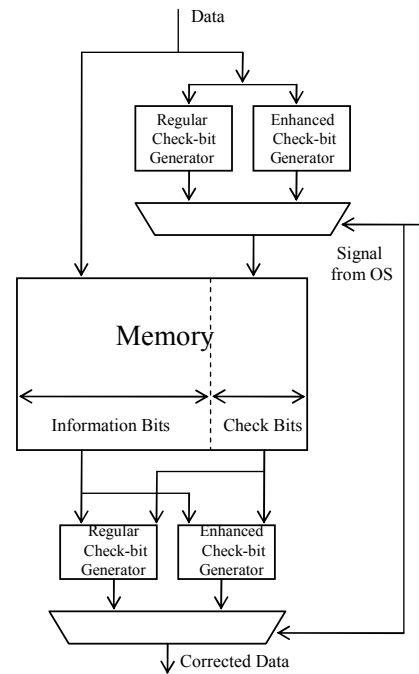 Data
Regular
Check-bit
Generator
Enhanced
Check-bit
Generator
Signal
from OS
Memory
Information Bits
Check Bits
Regular
Check-bit
Generator
Enhanced
Check-bit
Generator
Corrected Data